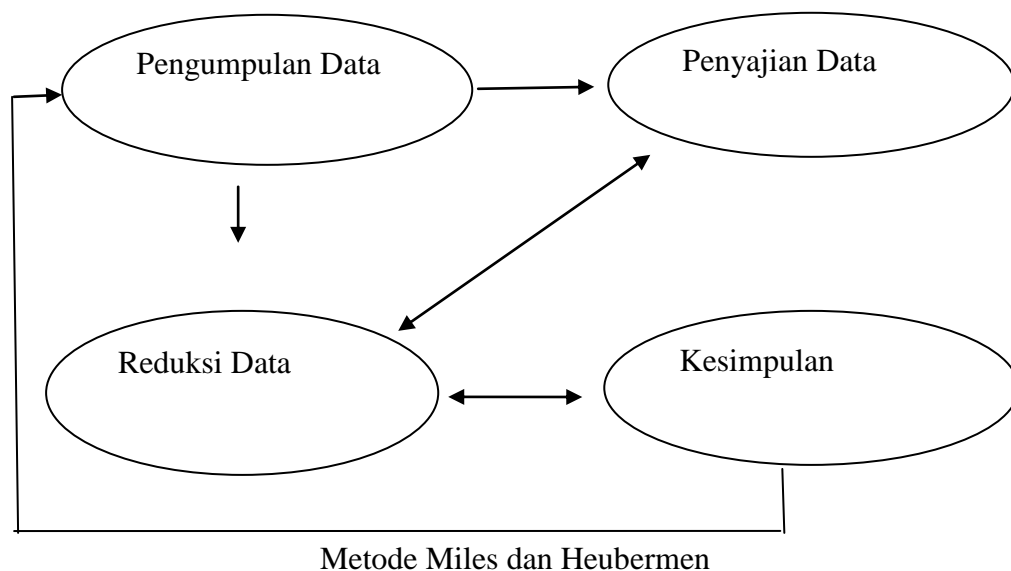 Pengumpulan Data
Penyajian Data
Reduksi Data
Kesimpulan
Metode Miles dan Heubermen